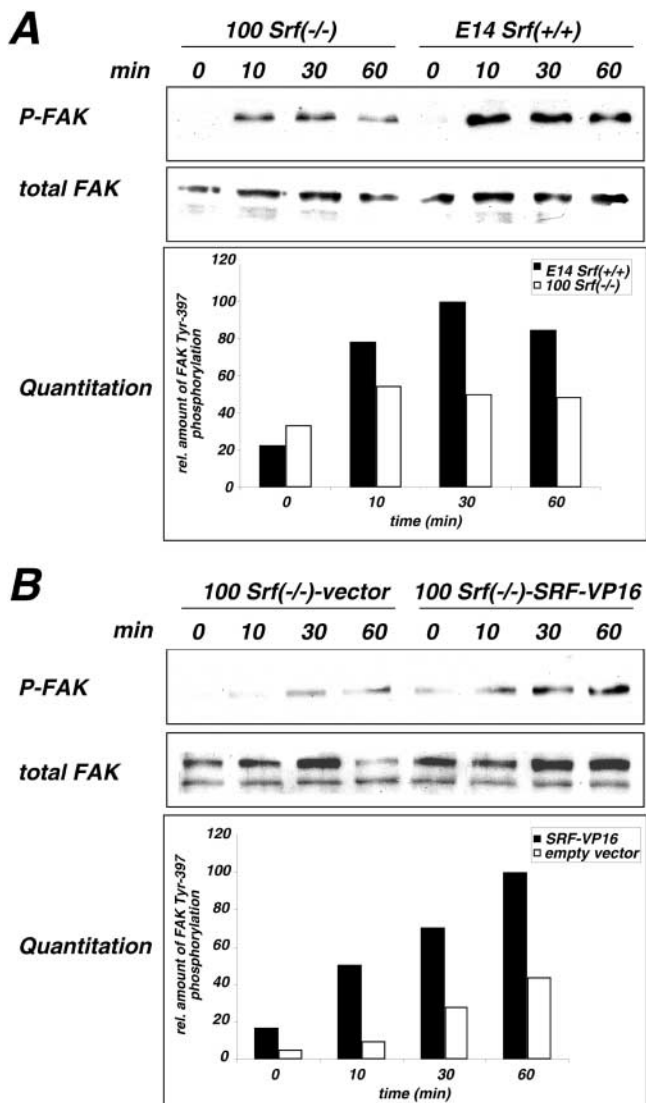 A
100 Srf(-/-) E14 Srf(+/+)
min 0 10 30 60 0 10 30 60
P-FAK
total FAK
Quantitation
rel. amount of FAK Tyr-397
phosphorylation
120
100
80
60
40
20
0
E14 Srf(+/+)
100 Srf(-/-)
0 10 30 60
time (min)
B
100 Srf(-/-)-vector 100 Srf(-/-)-SRF-VP16
min 0 10 30 60 0 10 30 60
P-FAK
total FAK
Quantitation
rel. amount of FAK Tyr-397
phosphorylation
120
100
80
60
40
20
0
SRF-VP16
empty vector
0 10 30 60
time (min)